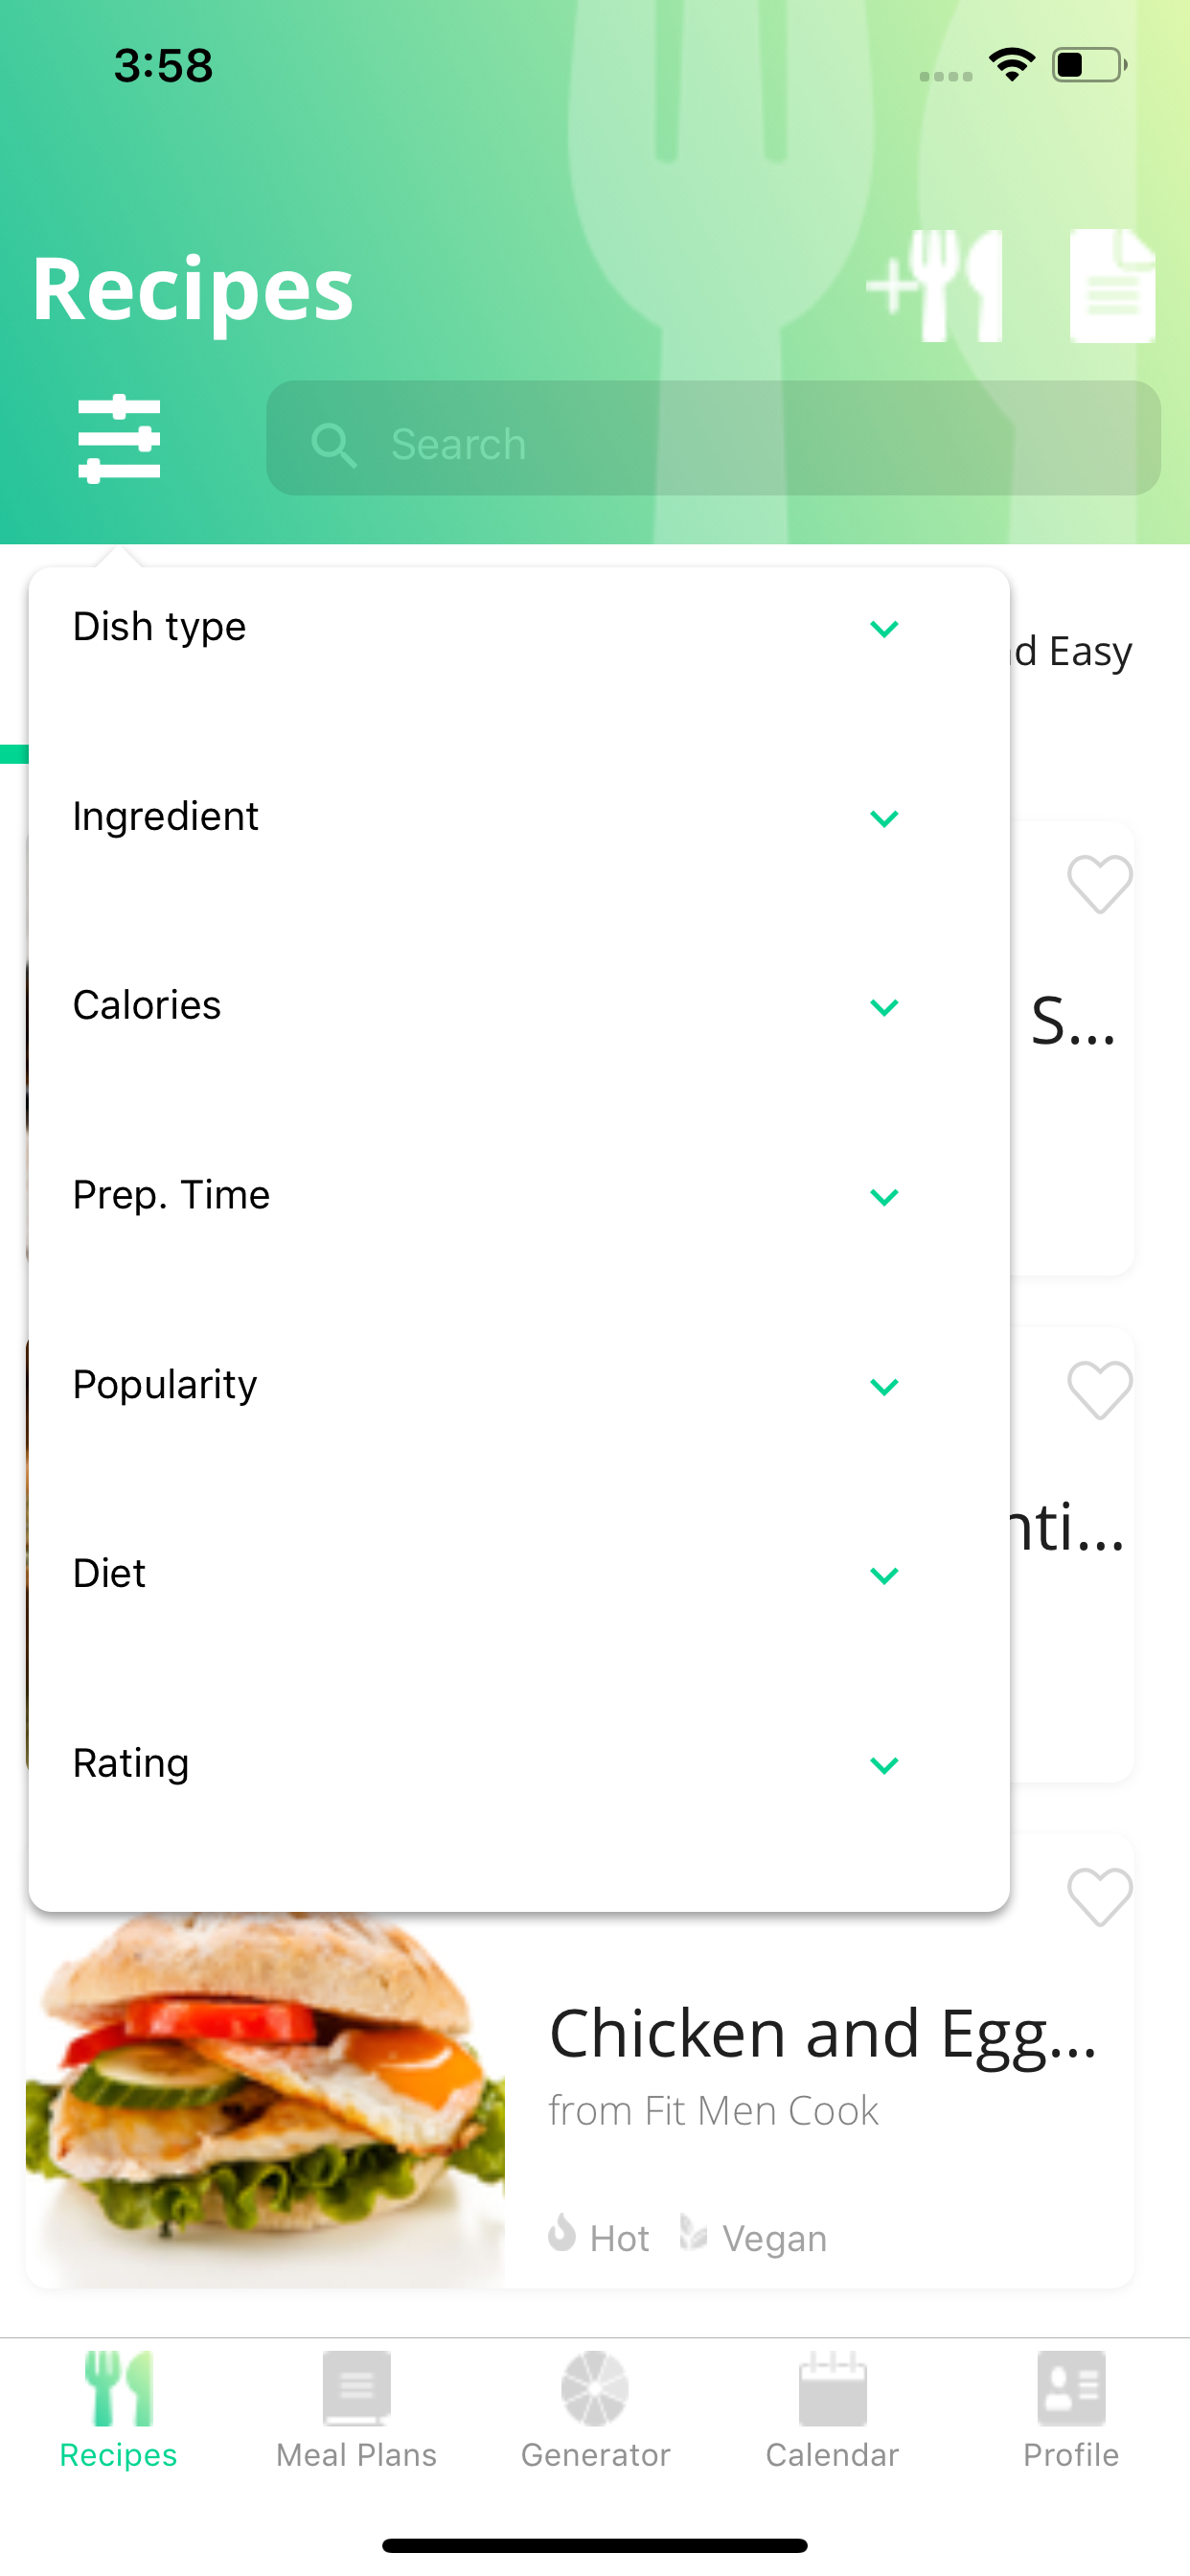 3:58
Recipes
Search
Dish type
d Easy
Ingredient
Calories
S...
Prep. Time
Popularity
nti...
Diet
Rating
Chicken and Egg...
from Fit Men Cook
Hot Vegan
Recipes Meal Plans Generator Calendar Profile